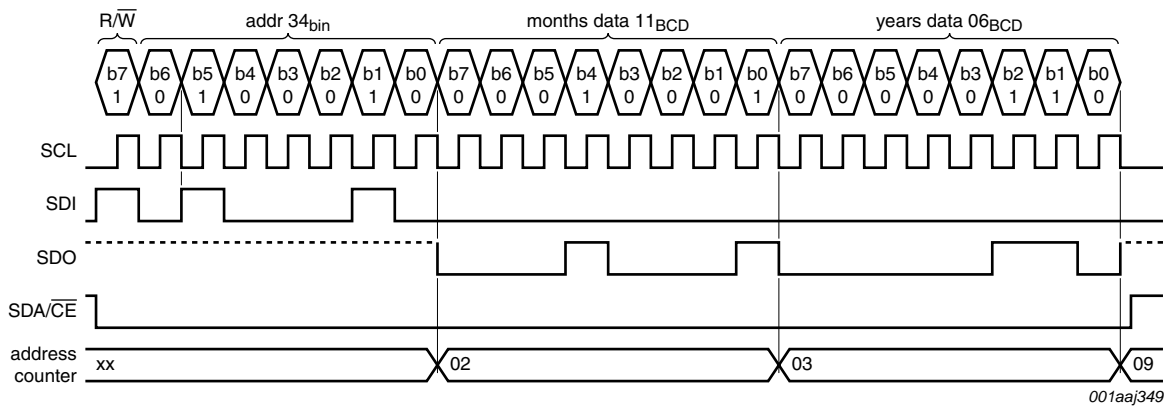 R/W addr 34bin months data 11BCD years data 06BCD
b7 b6 b5 b4 b3 b2 b1 b0 b7 b6 b5 b4 b3 b2 b1 b0 b7 b6 b5 b4 b3 b2 b1 b0
1 0 1 0 0 0 1 0 0 0 0 1 0 0 0 1 0 0 0 0 0 1 1 0
SCL
SDI
SDO
SDA/CE
address
counter
xx 02 03 09
001aaj349